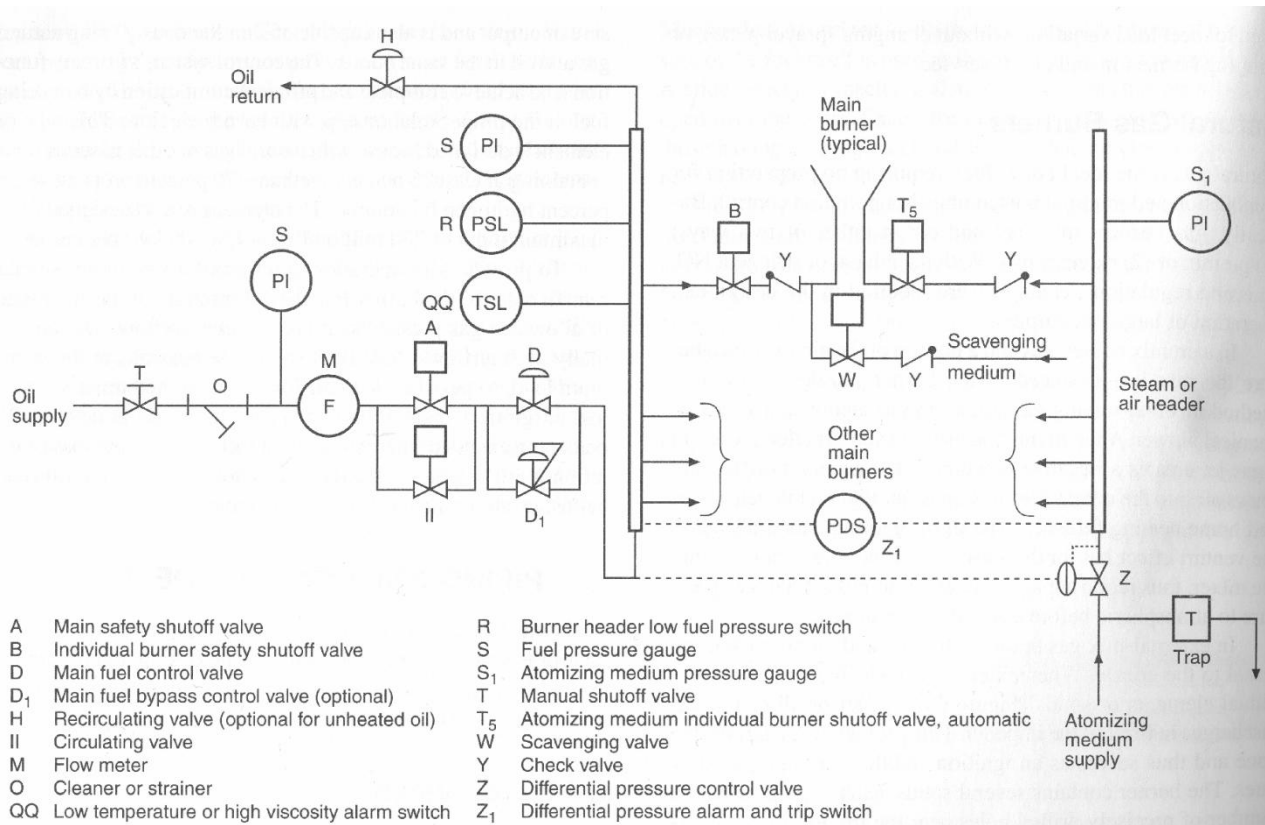 H
Oil
return
S PI
R PSL
QQ TSL
S
PI
M
F
A
D
T
O
Oil
supply
II
D1
Main
burner
(typical)
B
Y
T5
Y
W
Y
Scavenging
medium
S1
PI
Steam or
air header
Other
main
burners
PDS
Z1
Z
T
Trap
Atomizing
medium
supply
A Main safety shutoff valve
B Individual burner safety shutoff valve
D Main fuel control valve
D1 Main fuel bypass control valve (optional)
H Recirculating valve (optional for unheated oil)
II Circulating valve
M Flow meter
O Cleaner or strainer
QQ Low temperature or high viscosity alarm switch
R Burner header low fuel pressure switch
S Fuel pressure gauge
S1 Atomizing medium pressure gauge
T Manual shutoff valve
T5 Atomizing medium individual burner shutoff valve, automatic
W Scavenging valve
Y Check valve
Z Differential pressure control valve
Z1 Differential pressure alarm and trip switch